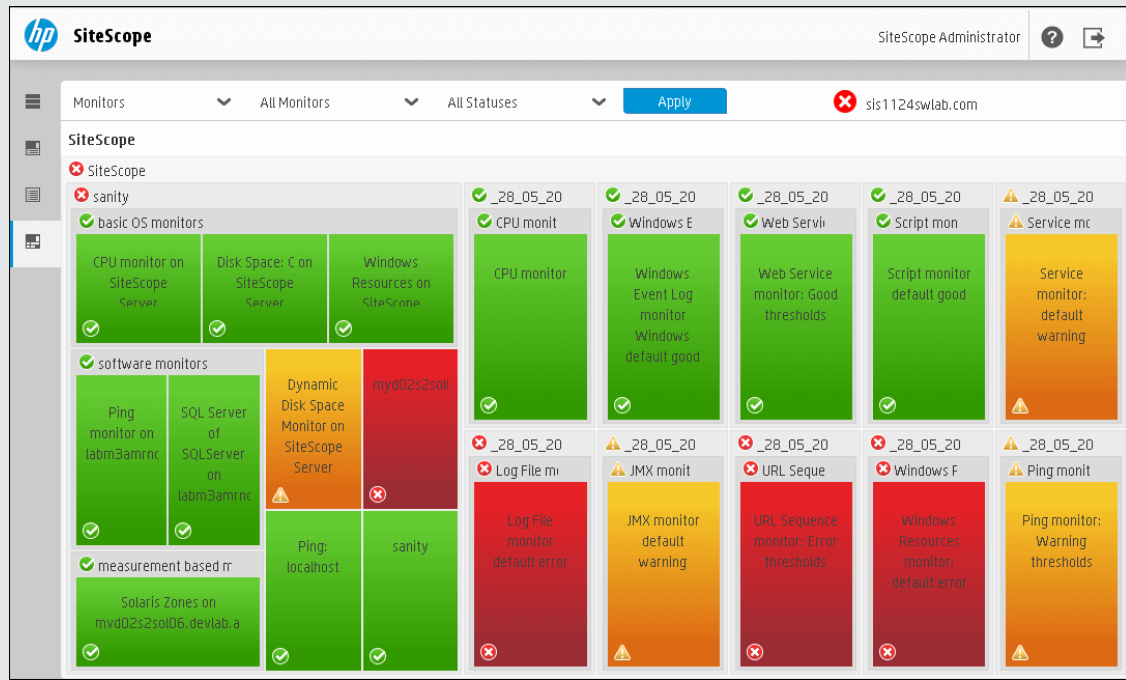 hp
SiteScope
SiteScope Administrator
?
Monitors
All Monitors
All Statuses
Apply
sis1124swlab.com
SiteScope
SiteScope
sanity
basic OS monitors
CPU monitor on
SiteScope
Server
Disk Space: C on
SiteScope
Server
Windows
Resources on
SiteScope
software monitors
Ping
monitor on
labm3amrnc
SQL Server
of
SQLServer
on
labm3amrnc
measurement based m
Solaris Zones on
mvd02s2sol06.devlab.a
Dynamic
Disk Space
Monitor on
SiteScope
Server
myd02s2sol
Ping:
localhost
sanity
_28_05_20
CPU monit
CPU monitor
_28_05_20
Windows E
Windows
Event Log
monitor
Windows
default good
_28_05_20
Web Servi
Web Service
monitor: Good
thresholds
_28_05_20
Script mon
Script monitor
default good
_28_05_20
Service mo
Service
monitor:
default
warning
_28_05_20
Log File m
Log File
monitor
default error
_28_05_20
JMX monit
JMX monitor
default
warning
_28_05_20
URL Seque
URL Sequence
monitor: Error
thresholds
_28_05_20
Windows F
Windows
Resources
monitor:
default error
_28_05_20
Ping monit
Ping monitor:
Warning
thresholds